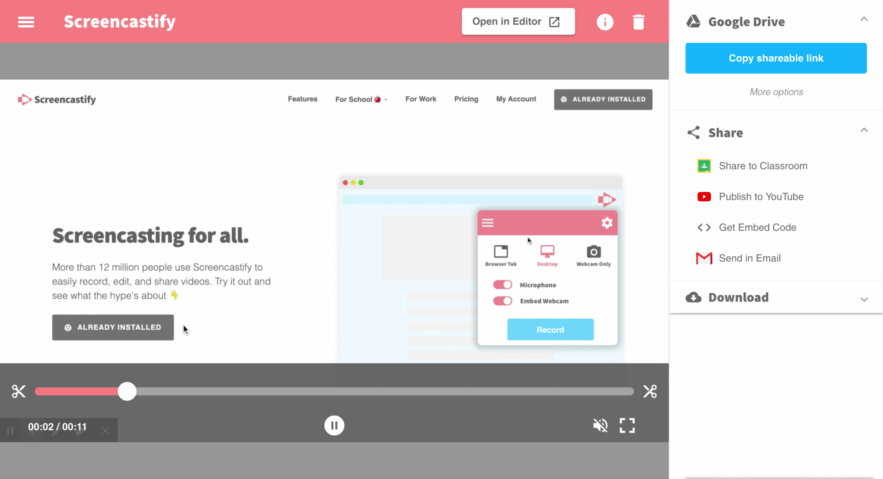 Screencastify
Open in Editor
Google Drive
Copy shareable link
More options
Screencastify
Features
For School
For Work
Pricing
My Account
ALREADY INSTALLED
Share
Share to Classroom
Publish to YouTube
Get Embed Code
Send in Email
Download
Screencasting for all.
More than 12 million people use Screencastify to
easily record, edit, and share videos. Try it out and
see what the hype's about 👇
ALREADY INSTALLED
Browser Tab
Desktop
Webcam Only
Microphone
Embed Webcam
Record
00:02 / 00:11